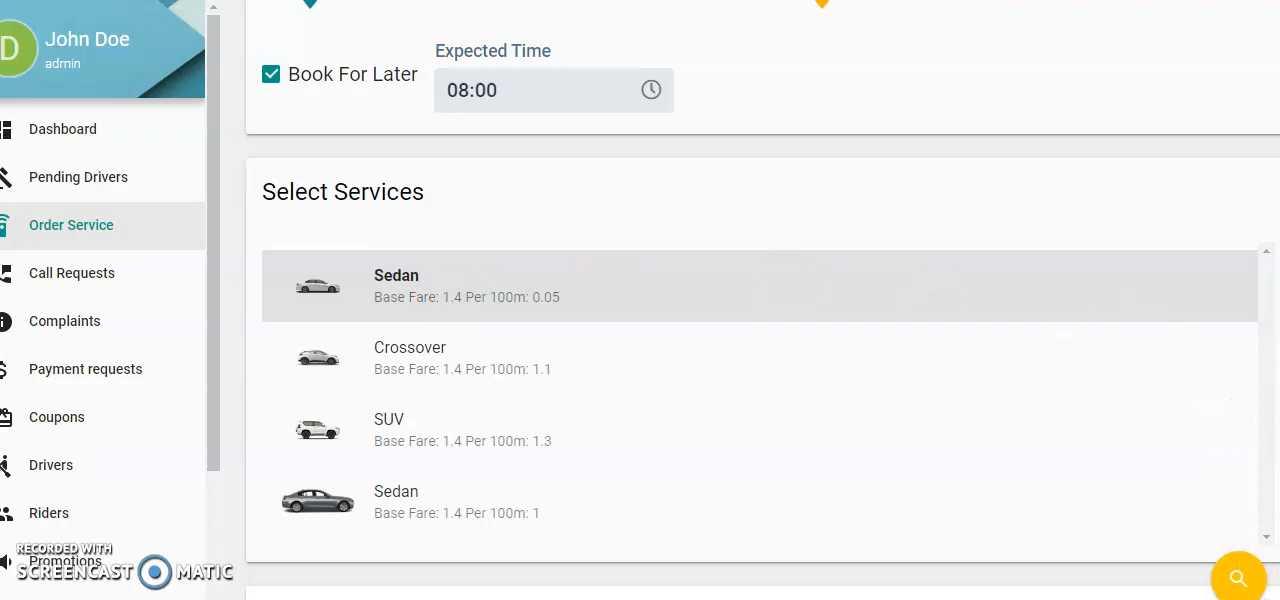 D
John Doe
admin
Dashboard
Pending Drivers
Order Service
Call Requests
Complaints
Payment requests
Coupons
Drivers
Riders
Promotions
RECORDED WITH
SCREENCAST MATIC
Book For Later
Expected Time
08:00
Select Services
Sedan
Base Fare: 1.4 Per 100m: 0.05
Crossover
Base Fare: 1.4 Per 100m: 1.1
SUV
Base Fare: 1.4 Per 100m: 1.3
Sedan
Base Fare: 1.4 Per 100m: 1